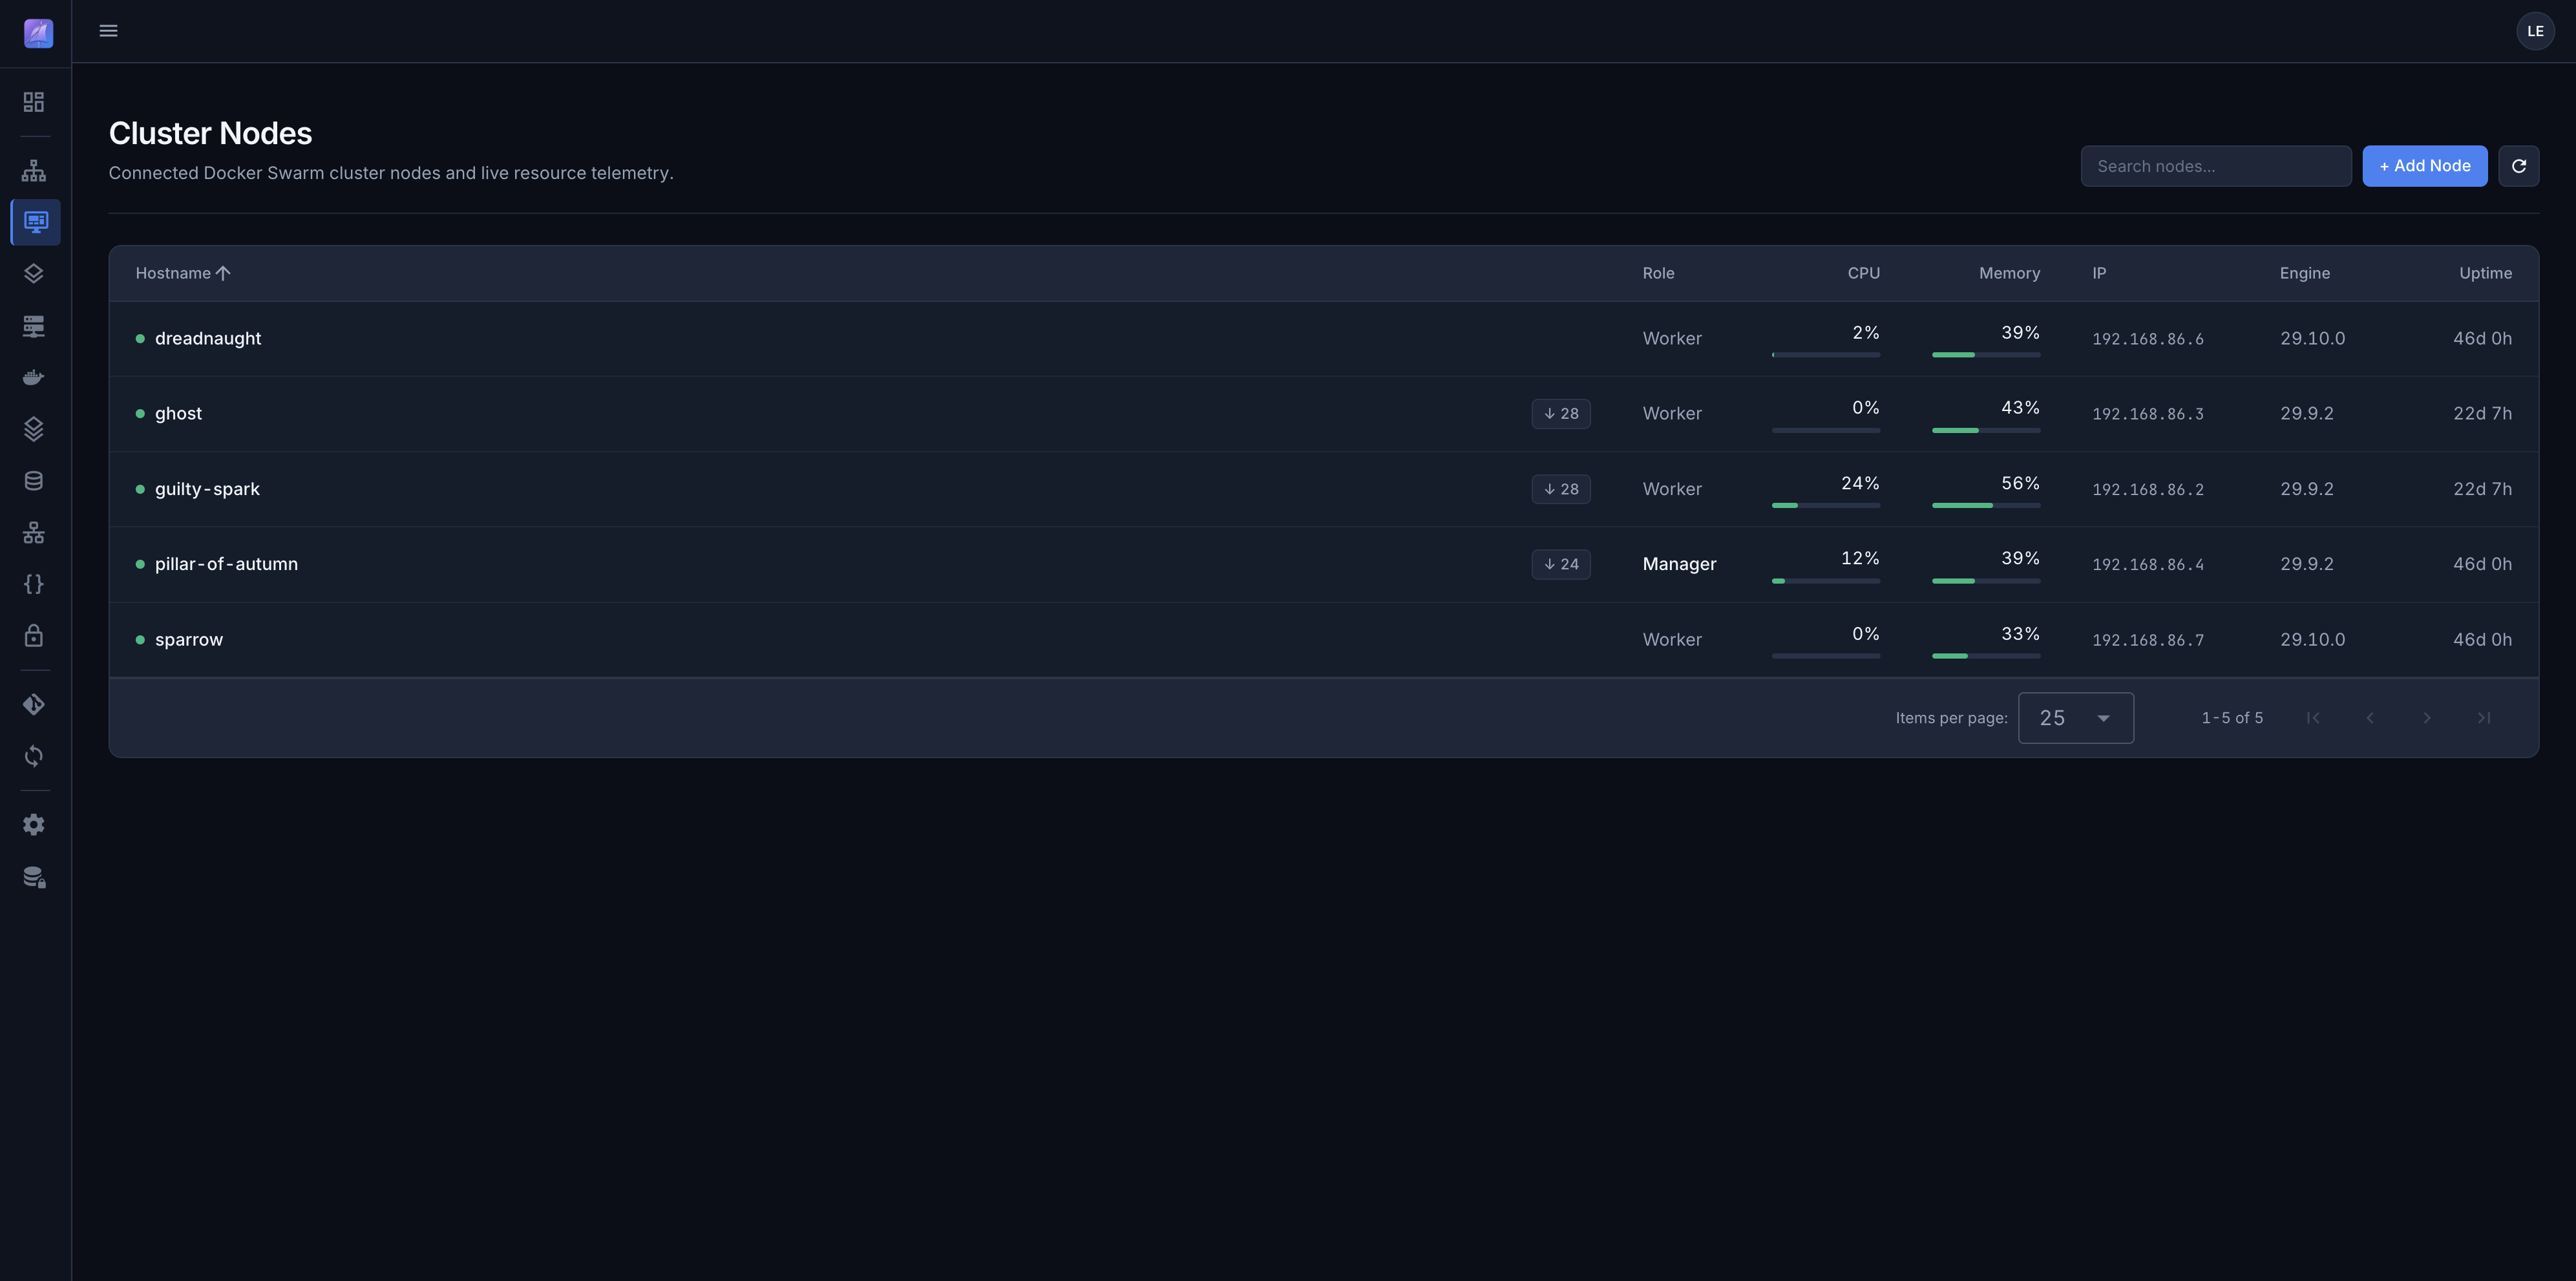 LE
Cluster Nodes
Connected Docker Swarm cluster nodes and live resource telemetry.
Search nodes...
+ Add Node
Hostname Role CPU Memory IP Engine Uptime
dreadnaught Worker 2% 39% 192.168.86.6 29.10.0 46d 0h
ghost ↓ 28 Worker 0% 43% 192.168.86.3 29.9.2 22d 7h
guilty-spark ↓ 28 Worker 24% 56% 192.168.86.2 29.9.2 22d 7h
pillar-of-autumn ↓ 24 Manager 12% 39% 192.168.86.4 29.9.2 46d 0h
sparrow Worker 0% 33% 192.168.86.7 29.10.0 46d 0h
Items per page: 25 1-5 of 5